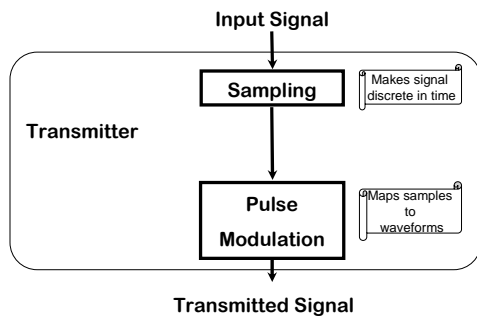 Input Signal
Sampling
Makes signal
discrete in time
Transmitter
Pulse
Modulation
Maps samples
to
waveforms
Transmitted Signal